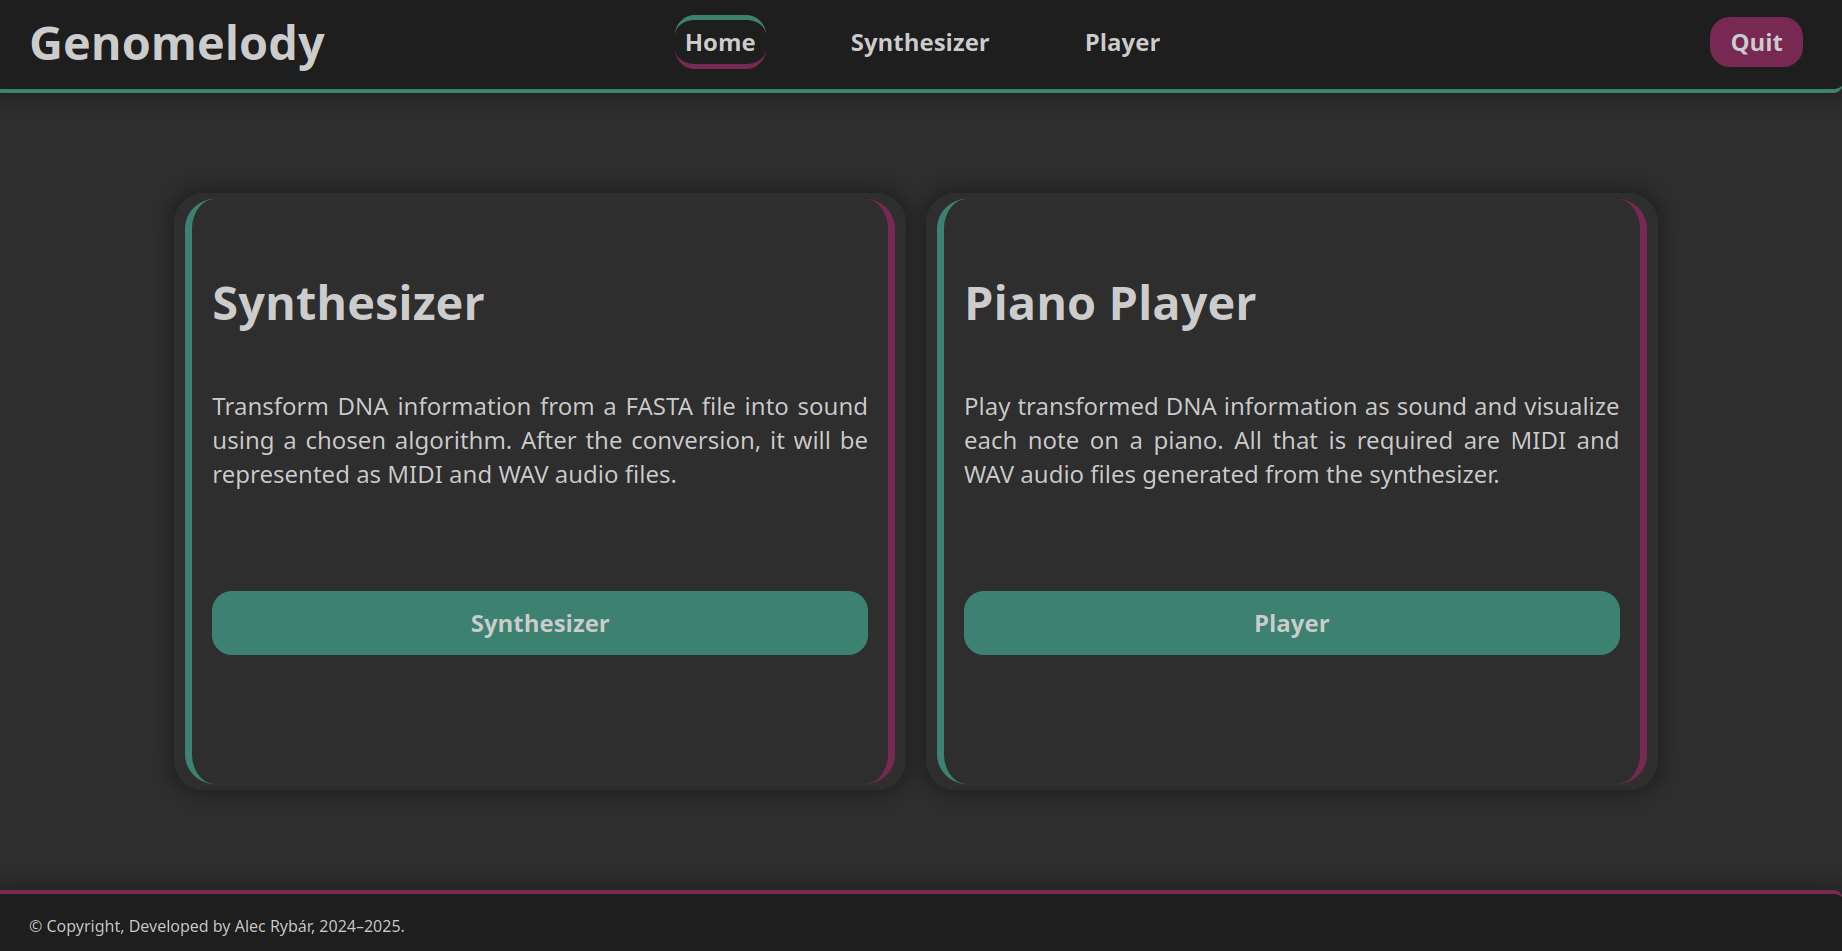 Genomelody
Home
Synthesizer
Player
Quit
Synthesizer
Transform DNA information from a FASTA file into sound
using a chosen algorithm. After the conversion, it will be
represented as MIDI and WAV audio files.
Synthesizer
Piano Player
Play transformed DNA information as sound and visualize
each note on a piano. All that is required are MIDI and
WAV audio files generated from the synthesizer.
Player
© Copyright, Developed by Alec Rybár, 2024–2025.